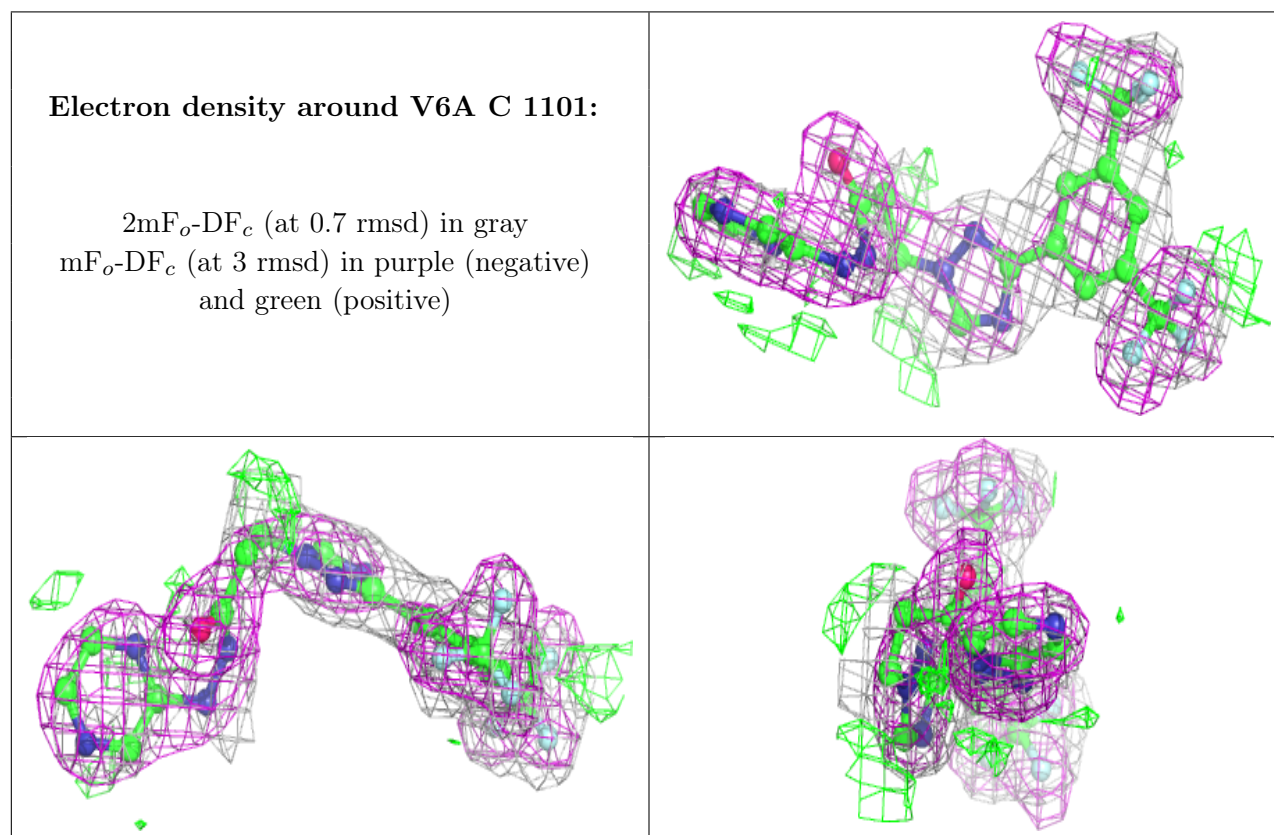 Electron density around V6A C 1101:
2mFo-DFc (at 0.7 rmsd) in gray
mFo-DFc (at 3 rmsd) in purple (negative)
and green (positive)